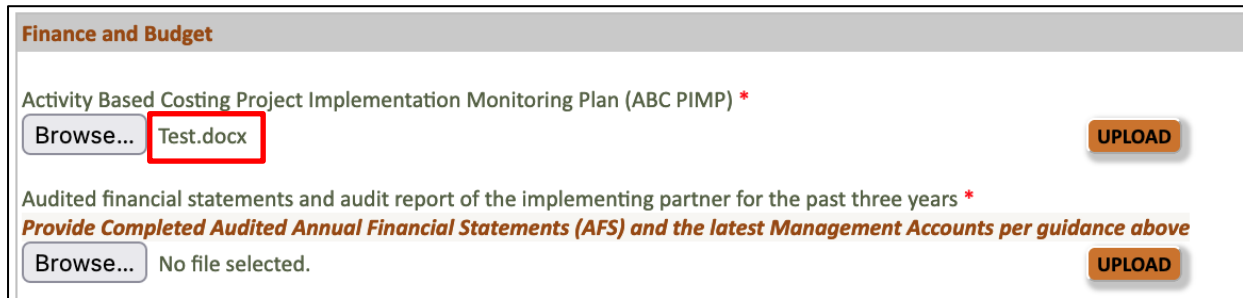 Finance and Budget
Activity Based Costing Project Implementation Monitoring Plan (ABC PIMP) *
Browse... Test.docx UPLOAD
Audited financial statements and audit report of the implementing partner for the past three years *
Provide Completed Audited Annual Financial Statements (AFS) and the latest Management Accounts per guidance above
Browse... No file selected. UPLOAD